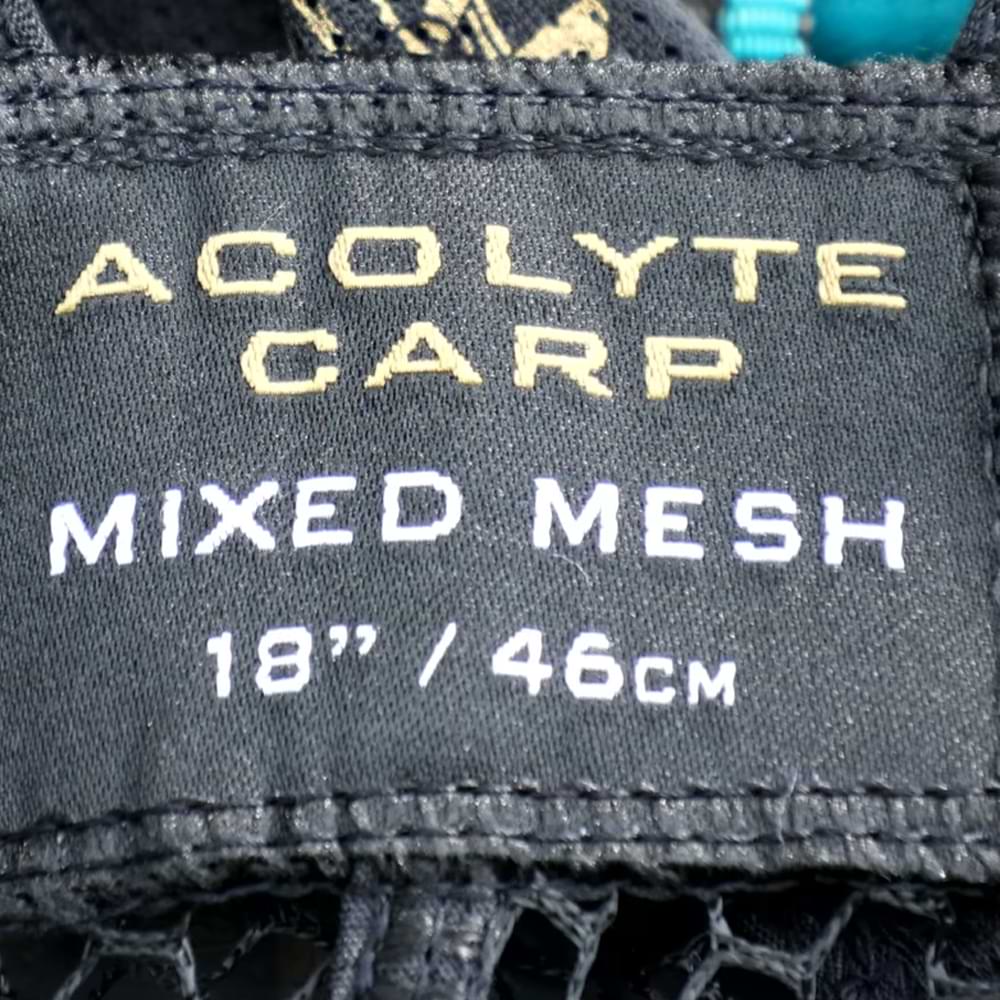 ACOLYTE
CARP
MIXED MESH
18” / 46CM